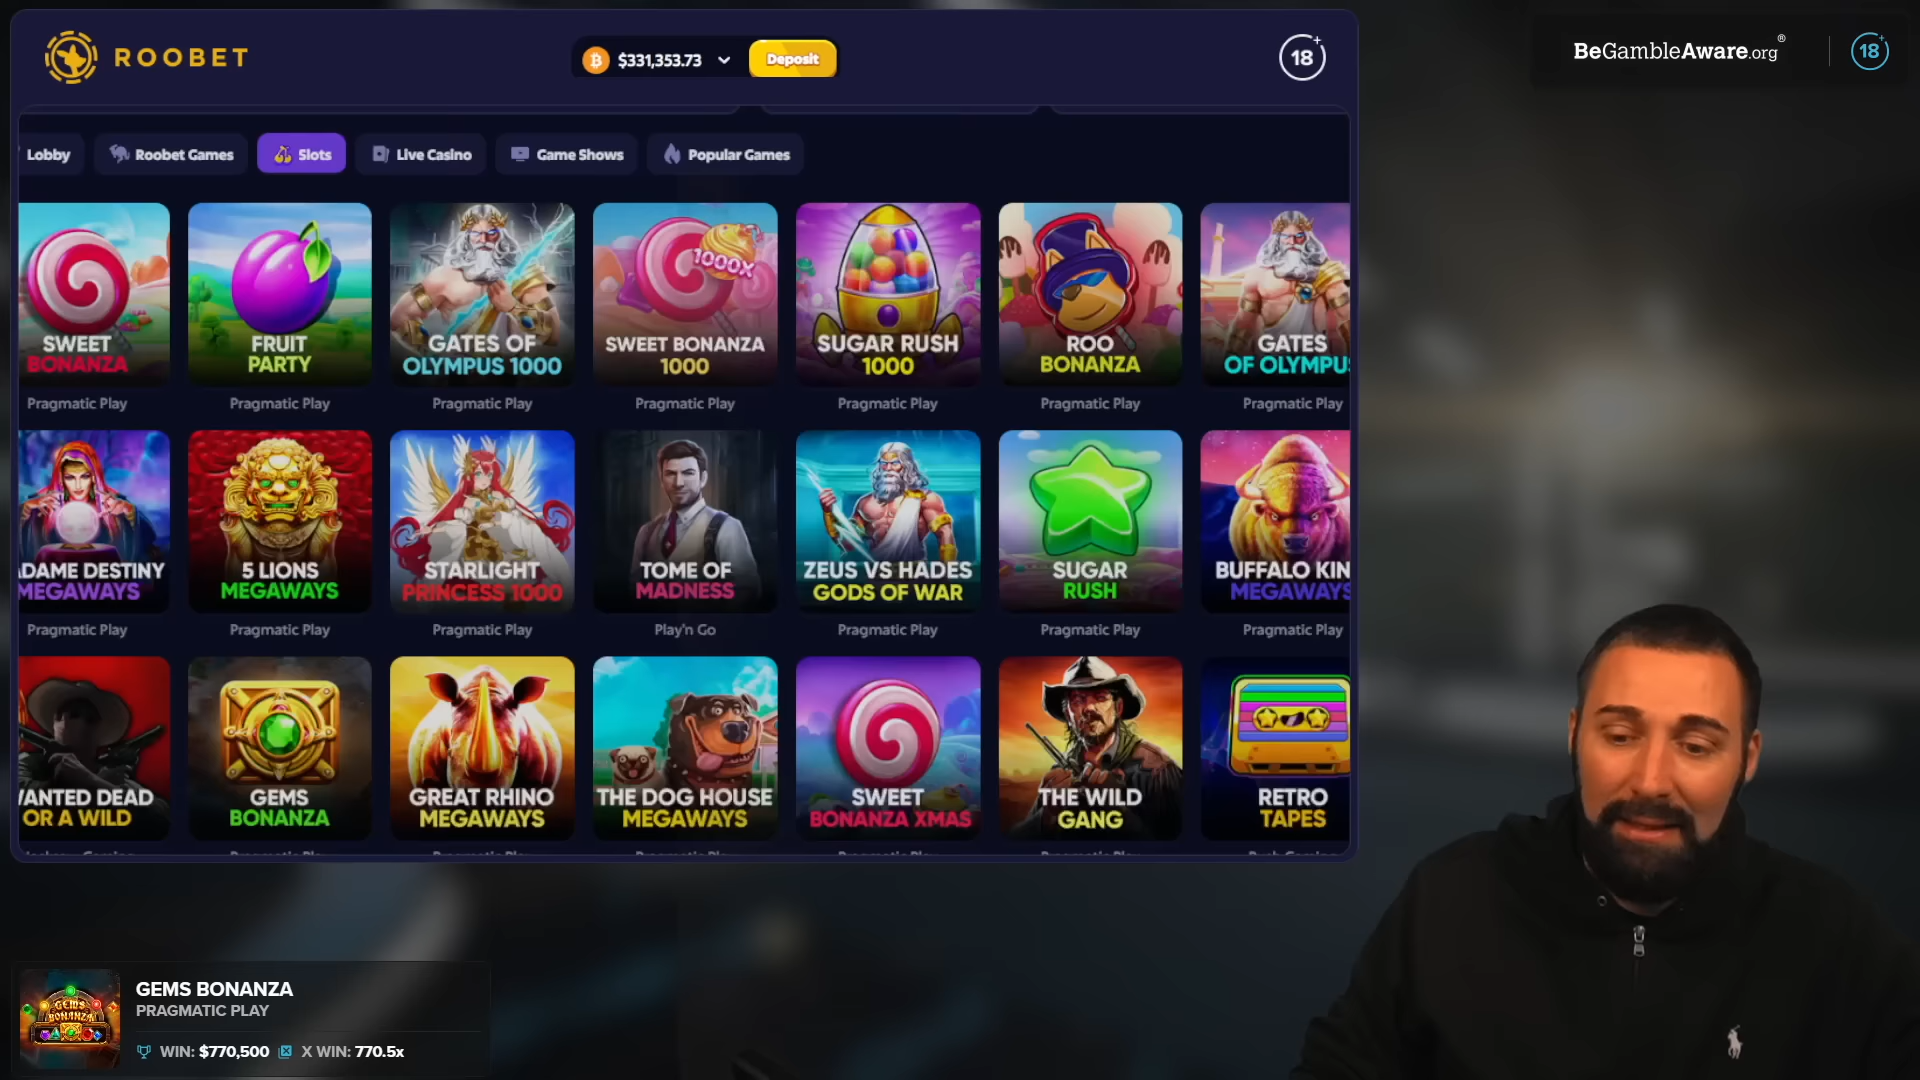 ROOBET
$331,353.73
Deposit
18+
BeGambleAware.org®
18+
Lobby
Roobet Games
Slots
Live Casino
Game Shows
Popular Games
SWEET
BONANZA
FRUIT
PARTY
GATES OF
OLYMPUS 1000
1000X
SWEET BONANZA
1000
SUGAR RUSH
1000
ROO
BONANZA
GATES
OF OLYMPUS
Pragmatic Play
Pragmatic Play
Pragmatic Play
Pragmatic Play
Pragmatic Play
Pragmatic Play
Pragmatic Play
ADAME DESTINY
MEGAWAYS
5 LIONS
MEGAWAYS
STARLIGHT
PRINCESS 1000
TOME OF
MADNESS
ZEUS VS HADES
GODS OF WAR
SUGAR
RUSH
BUFFALO KIN
MEGAWAYS
Pragmatic Play
Pragmatic Play
Pragmatic Play
Play'n Go
Pragmatic Play
Pragmatic Play
Pragmatic Play
WANTED DEAD
OR A WILD
GEMS
BONANZA
GREAT RHINO
MEGAWAYS
THE DOG HOUSE
MEGAWAYS
SWEET
BONANZA XMAS
THE WILD
GANG
RETRO
TAPES
GEMS
BONANZA
GEMS BONANZA
PRAGMATIC PLAY
WIN: $770,500
X WIN: 770.5x